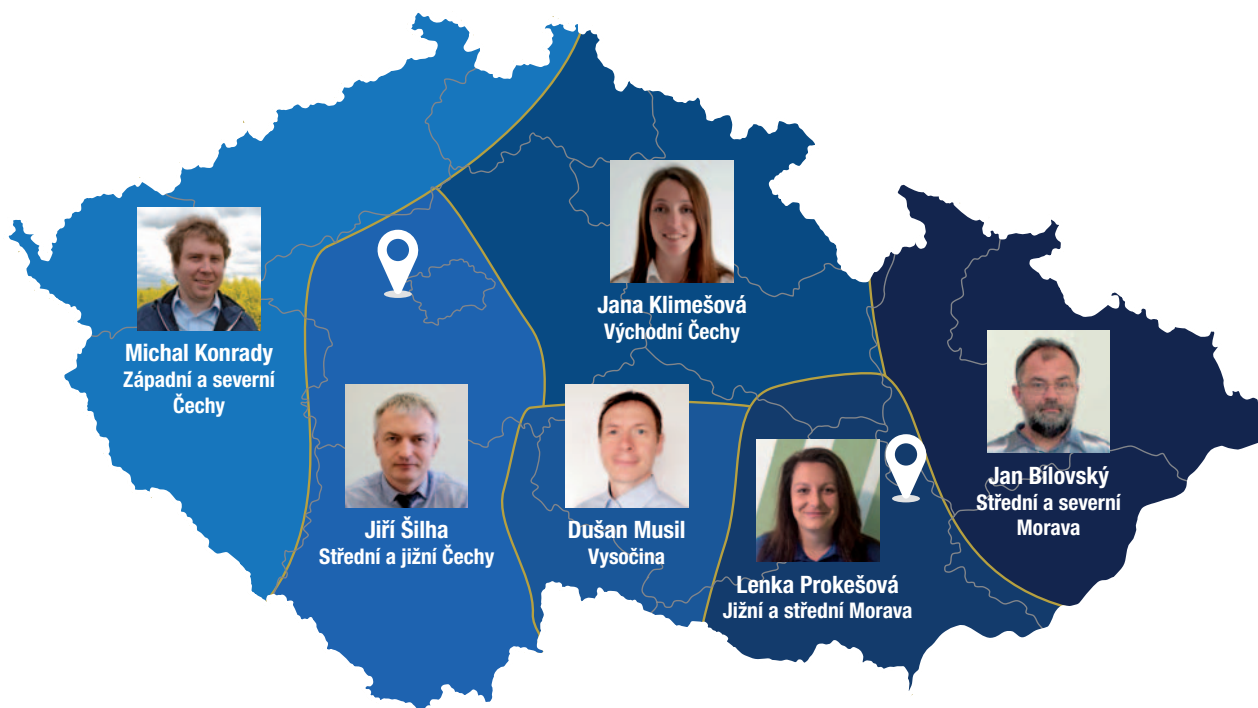 Jana Klimešová
Východní Čechy
Michal Konrady
Západní a severní
Čechy
Jan Bílovský
Střední a severní
Morava
Jiří Šilha
Střední a jižní Čechy
Dušan Musil
Vysočina
Lenka Prokešová
Jižní a střední Morava